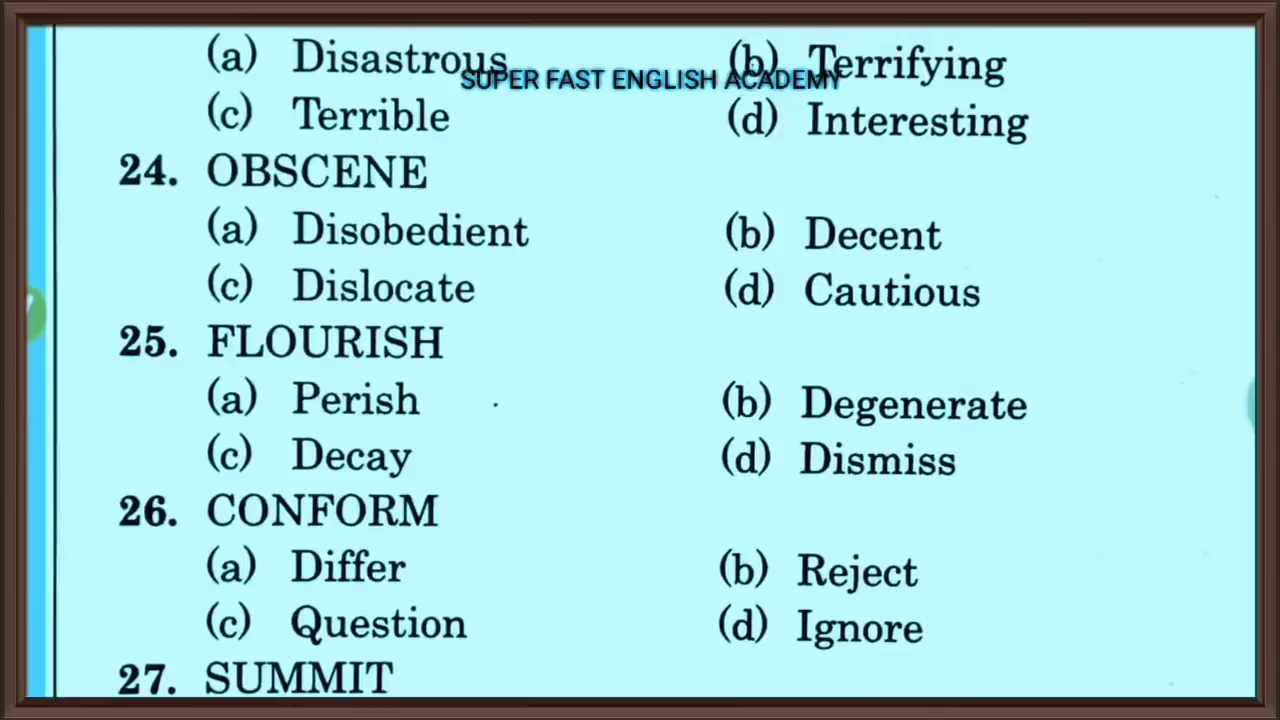 (a) Disastrous (b) Terrifying
SUPER FAST ENGLISH ACADEMY
(c) Terrible (d) Interesting
24. OBSCENE
(a) Disobedient (b) Decent
(c) Dislocate (d) Cautious
25. FLOURISH
(a) Perish (b) Degenerate
(c) Decay (d) Dismiss
26. CONFORM
(a) Differ (b) Reject
(c) Question (d) Ignore
27. SUMMIT